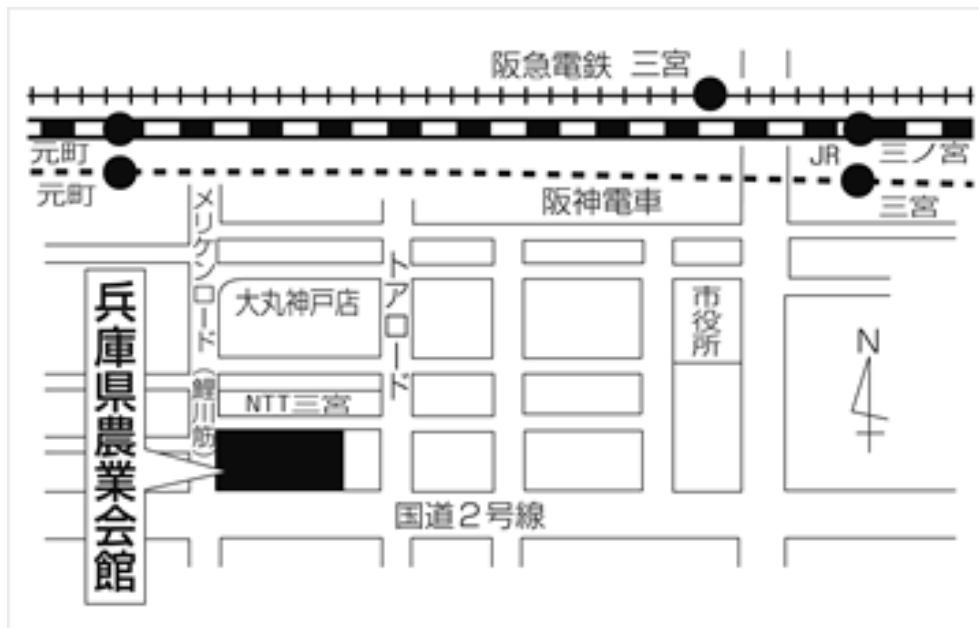 阪急電鉄 三宮
元町
JR 三ノ宮
元町
阪神電車
三宮
メリケンロード(鯉川筋)
トアロード
大丸神戸店
市役所
N
NTT三宮
兵庫県農業会館
国道2号線